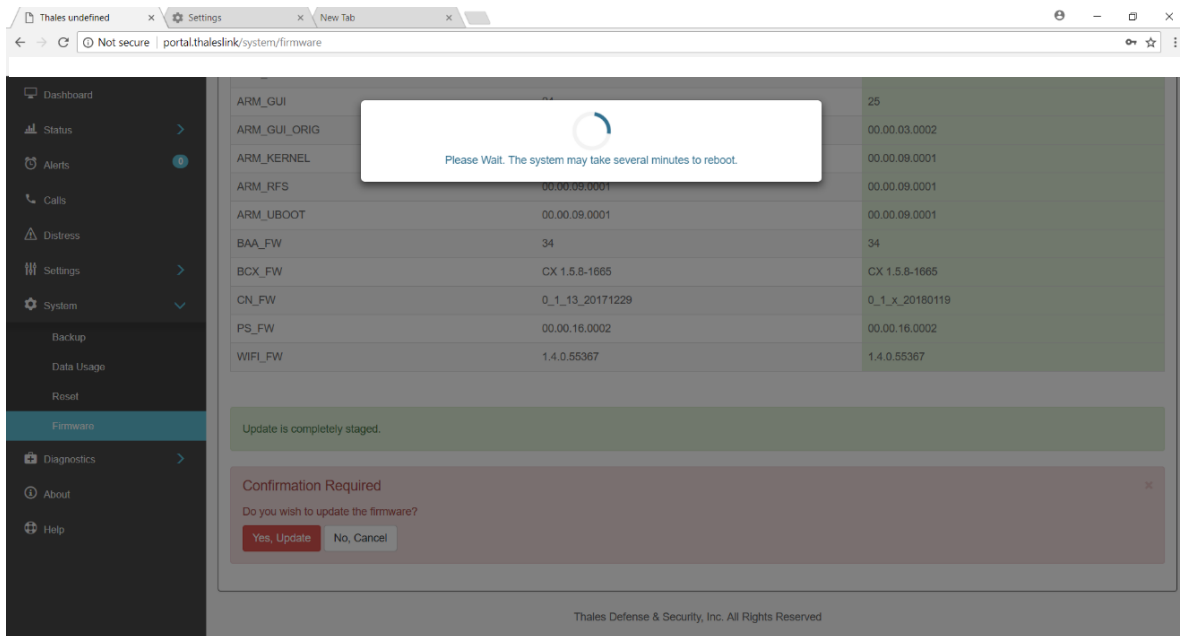 Thales undefined
Settings
New Tab
Not secure | portal.thaleslink/system/firmware
Dashboard
Status
Alerts 0
Calls
Distress
Settings
System
Backup
Data Usage
Reset
Firmware
Diagnostics
About
Help
ARM_GUI 25
ARM_GUI_ORIG 00.00.03.0002
ARM_KERNEL 00.00.09.0001
ARM_RFS 00.00.09.0001 00.00.09.0001
ARM_UBOOT 00.00.09.0001 00.00.09.0001
BAA_FW 34 34
BCX_FW CX 1.5.8-1665 CX 1.5.8-1665
CN_FW 0_1_13_20171229 0_1_x_20180119
PS_FW 00.00.16.0002 00.00.16.0002
WIFI_FW 1.4.0.55367 1.4.0.55367
Please Wait. The system may take several minutes to reboot.
Update is completely staged.
Confirmation Required
Do you wish to update the firmware?
Yes, Update No, Cancel
Thales Defense & Security, Inc. All Rights Reserved